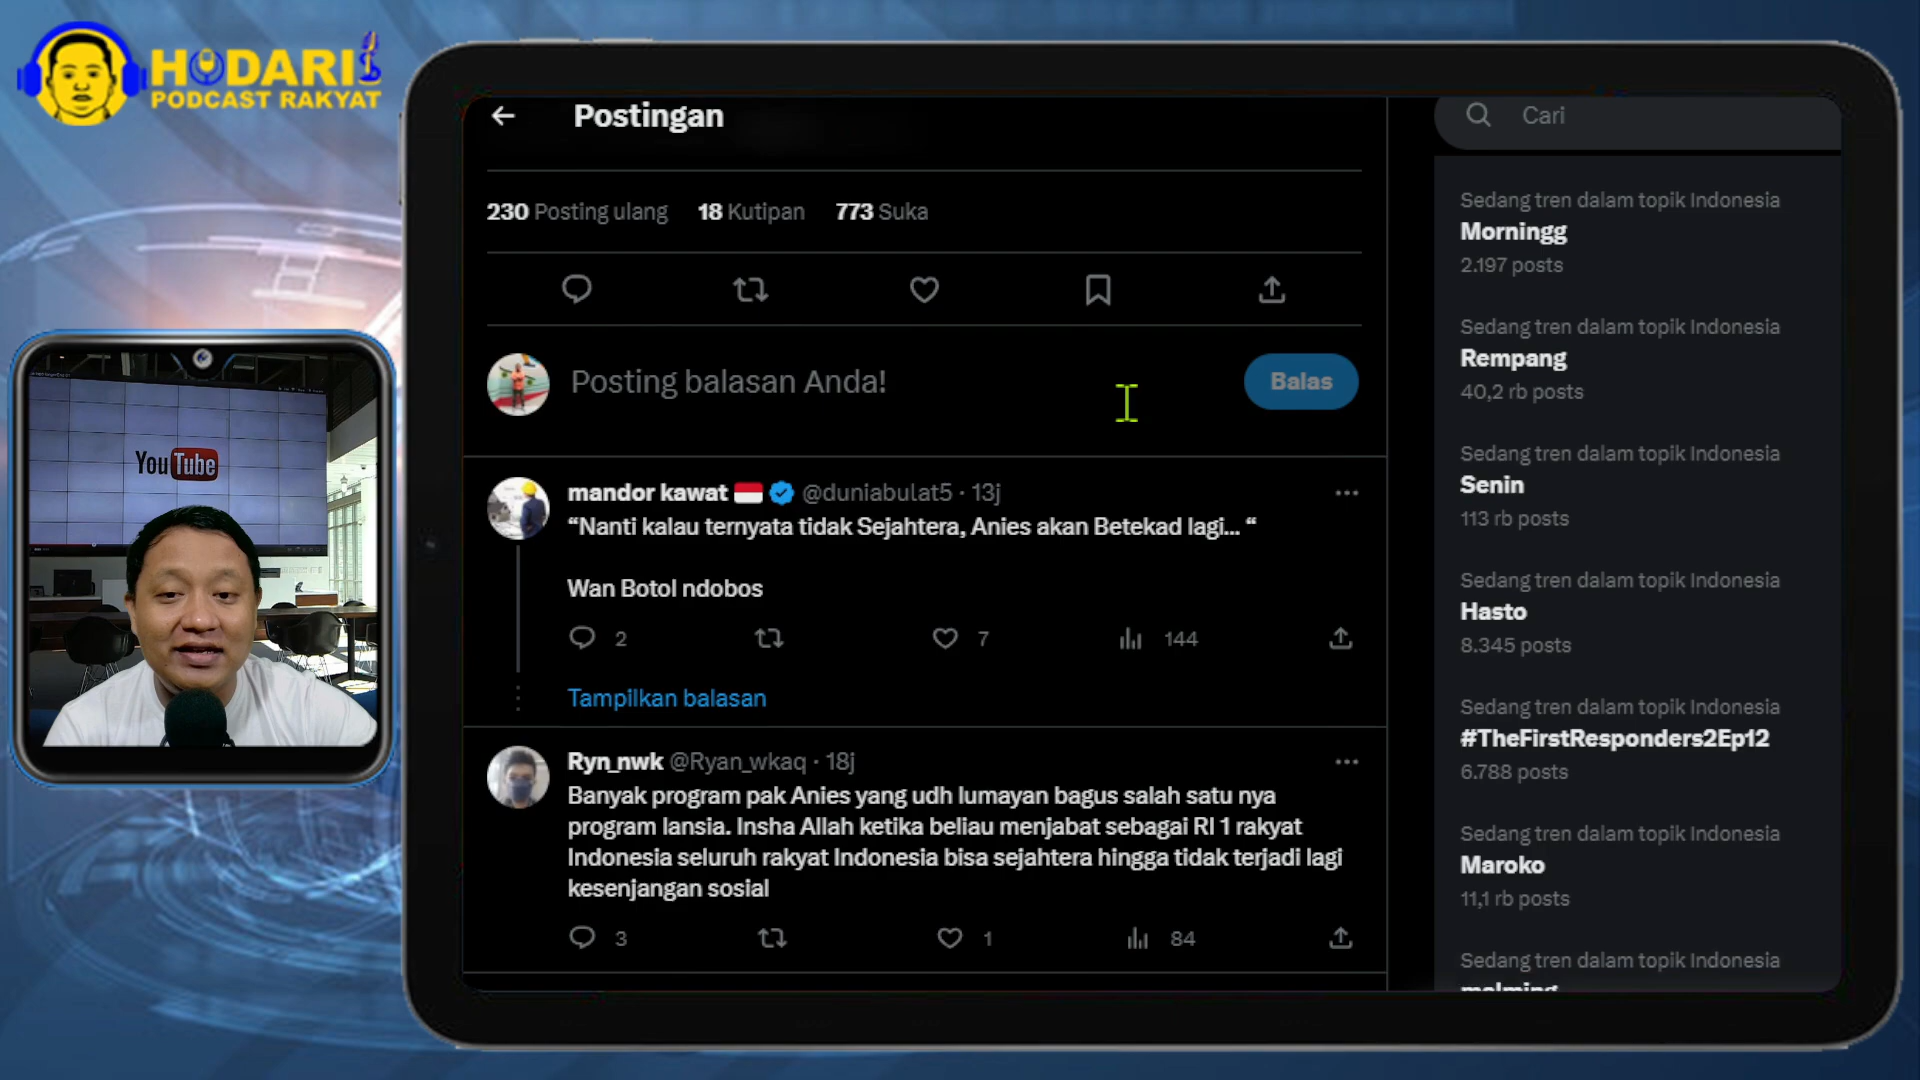 HODARI
PODCAST RAKYAT
YouTube
Postingan
230 Posting ulang 18 Kutipan 773 Suka
Posting balasan Anda!
Balas
mandor kawat @duniabulat5 · 13j
“Nanti kalau ternyata tidak Sejahtera, Anies akan Betekad lagi... “
Wan Botol ndobos
2 7 144
Tampilkan balasan
Ryn_nwk @Ryan_wkaq · 18j
Banyak program pak Anies yang udh lumayan bagus salah satu nya
program lansia. Insha Allah ketika beliau menjabat sebagai RI 1 rakyat
Indonesia seluruh rakyat Indonesia bisa sejahtera hingga tidak terjadi lagi
kesenjangan sosial
3 1 84
Cari
Sedang tren dalam topik Indonesia
Morningg
2.197 posts
Sedang tren dalam topik Indonesia
Rempang
40,2 rb posts
Sedang tren dalam topik Indonesia
Senin
113 rb posts
Sedang tren dalam topik Indonesia
Hasto
8.345 posts
Sedang tren dalam topik Indonesia
#TheFirstResponders2Ep12
6.788 posts
Sedang tren dalam topik Indonesia
Maroko
11,1 rb posts
Sedang tren dalam topik Indonesia